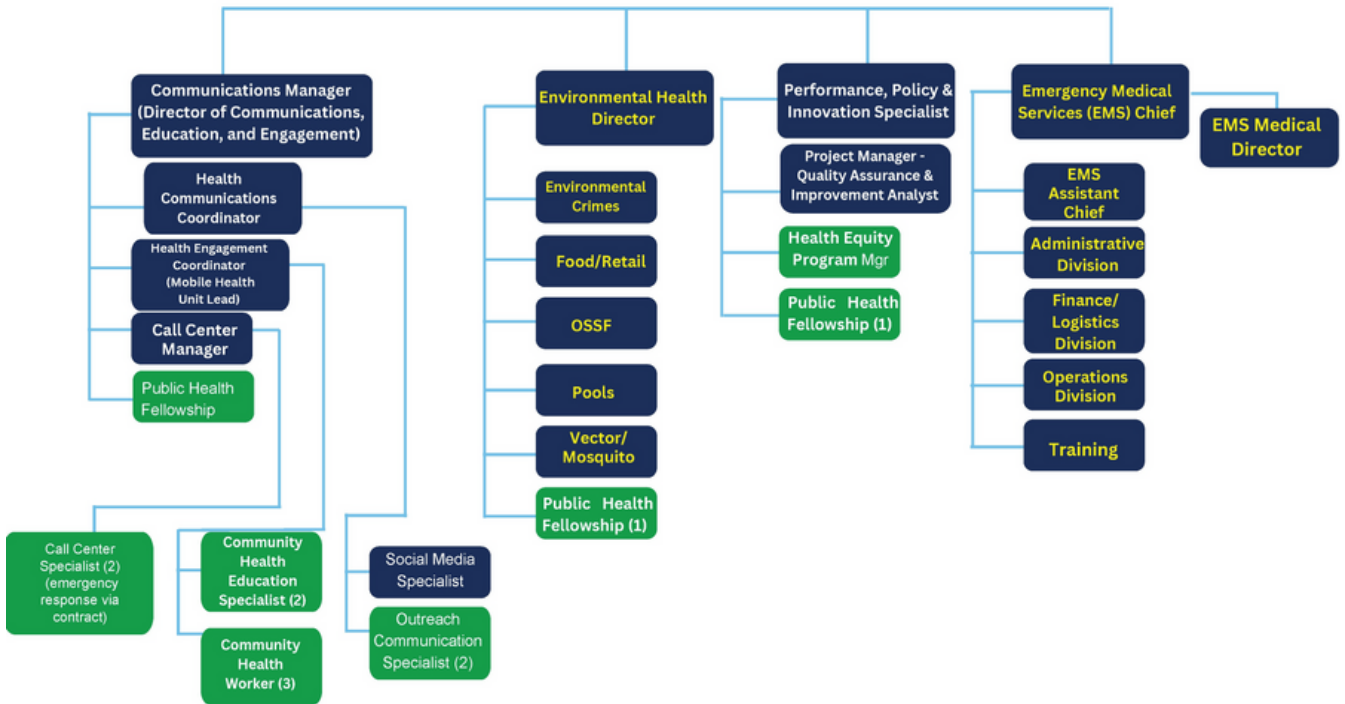 Communications Manager
(Director of Communications,
Education, and Engagement)
Health
Communications
Coordinator
Health Engagement
Coordinator
(Mobile Health
Unit Lead)
Call Center
Manager
Public Health
Fellowship
Call Center
Specialist (2)
(emergency
response via
contract)
Community
Health
Education
Specialist (2)
Community
Health
Worker (3)
Social Media
Specialist
Outreach
Communication
Specialist (2)
Environmental Health
Director
Environmental
Crimes
Food/Retail
OSSF
Pools
Vector/
Mosquito
Public Health
Fellowship (1)
Performance, Policy &
Innovation Specialist
Project Manager -
Quality Assurance &
Improvement Analyst
Health Equity
Program Mgr
Public Health
Fellowship (1)
Emergency Medical
Services (EMS) Chief
EMS Medical
Director
EMS
Assistant
Chief
Administrative
Division
Finance/
Logistics
Division
Operations
Division
Training